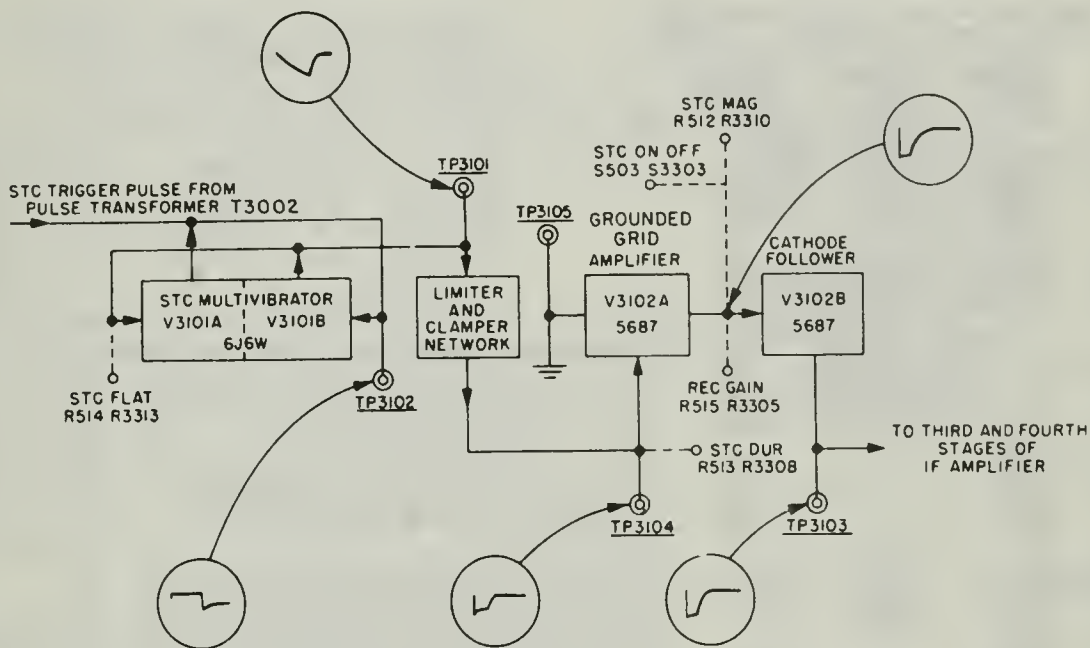 STC MAG
R512 R3310
STC ON OFF
S503 S3303
TP3101
STC TRIGGER PULSE FROM
PULSE TRANSFORMER T3002
TP3105
GROUNDED
GRID
AMPLIFIER
CATHODE
FOLLOWER
STC MULTIVIBRATOR
V3101A V3101B
6J6W
LIMITER
AND
CLAMPER
NETWORK
V3102A
5687
V3102B
5687
STC FLAT
R514 R3313
TP3102
REC GAIN
R515 R3305
STC DUR
R513 R3308
TO THIRD AND FOURTH
STAGES OF
IF AMPLIFIER
TP3104
TP3103